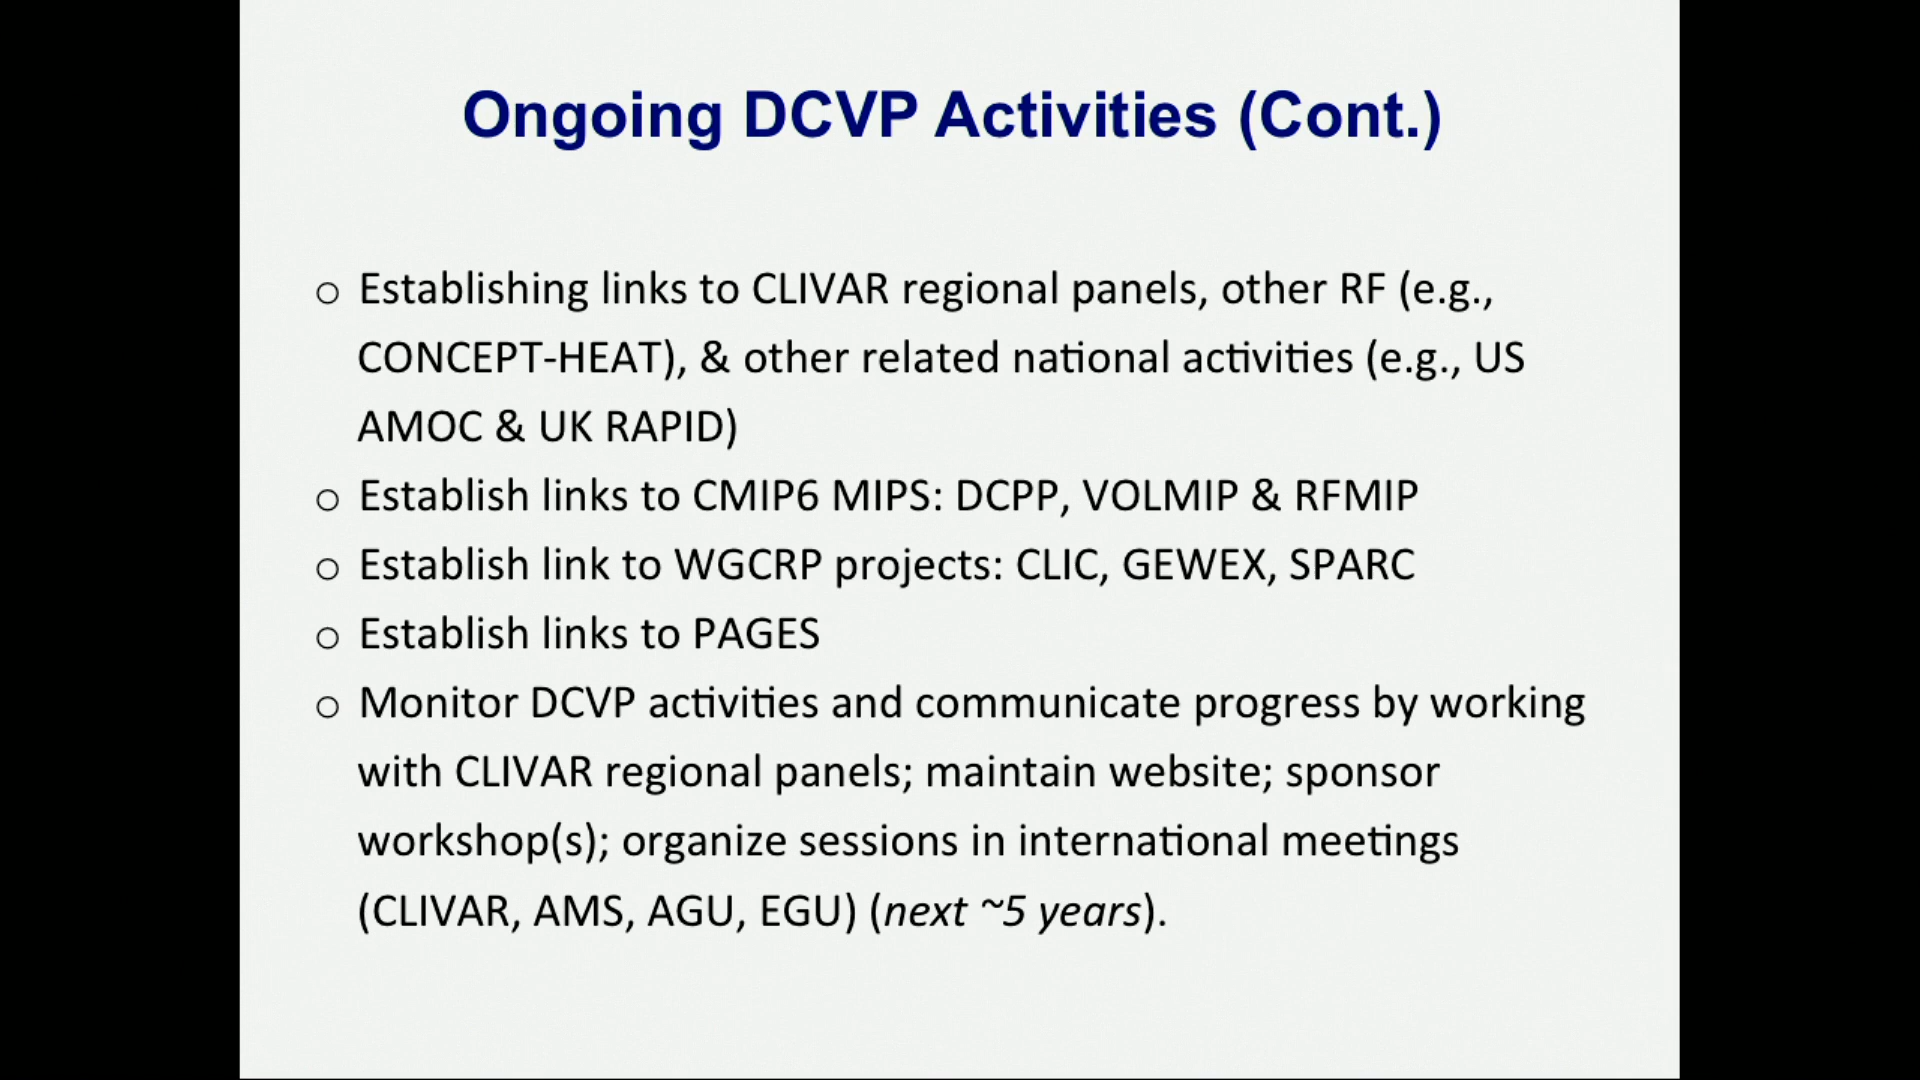 Ongoing DCVP Activities (Cont.)
o Establishing links to CLIVAR regional panels, other RF (e.g.,
CONCEPT-HEAT), & other related national activities (e.g., US
AMOC & UK RAPID)
o Establish links to CMIP6 MIPS: DCPP, VOLMIP & RFMIP
o Establish link to WGCRP projects: CLIC, GEWEX, SPARC
o Establish links to PAGES
o Monitor DCVP activities and communicate progress by working
with CLIVAR regional panels; maintain website; sponsor
workshop(s); organize sessions in international meetings
(CLIVAR, AMS, AGU, EGU) (next ~5 years).